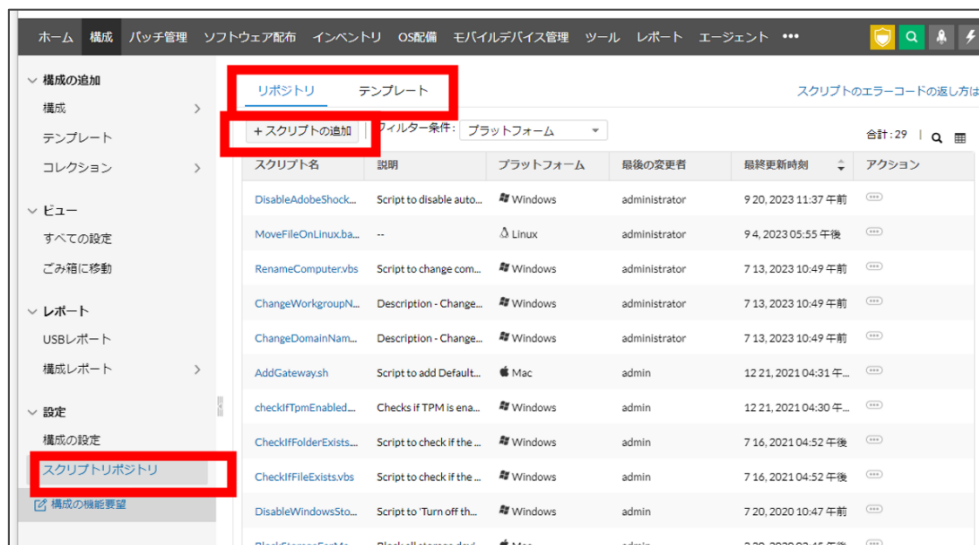 ホーム 構成 パッチ管理 ソフトウェア配布 インベントリ OS配備 モバイルデバイス管理 ツール レポート エージェント •••
構成の追加
構成
テンプレート
コレクション
ビュー
すべての設定
ごみ箱に移動
レポート
USBレポート
構成レポート
設定
構成の設定
スクリプトリポジトリ
構成の機能要望
リポジトリ テンプレート
スクリプトのエラーコードの返し方は
+ スクリプトの追加 フィルター条件: プラットフォーム
合計:29
スクリプト名 説明 プラットフォーム 最後の変更者 最終更新時刻 アクション
DisableAdobeShock... Script to disable auto... Windows administrator 9 20, 2023 11:37 午前
MoveFileOnLinux.ba... -- Linux administrator 9 4, 2023 05:55 午後
RenameComputer.vbs Script to change com... Windows administrator 7 13, 2023 10:49 午前
ChangeWorkgroupN... Description - Change... Windows administrator 7 13, 2023 10:49 午前
ChangeDomainNam... Description - Change... Windows administrator 7 13, 2023 10:49 午前
AddGateway.sh Script to add Default... Mac admin 12 21, 2021 04:31 午...
checkIfTpmEnabled.... Checks if TPM is ena... Windows admin 12 21, 2021 04:30 午...
CheckIfFolderExists.... Script to check if the ... Windows admin 7 16, 2021 04:52 午後
CheckIfFileExists.vbs Script to check if the ... Windows admin 7 16, 2021 04:52 午後
DisableWindowsSto... Script to 'Turn off th... Windows admin 7 20, 2020 10:47 午前